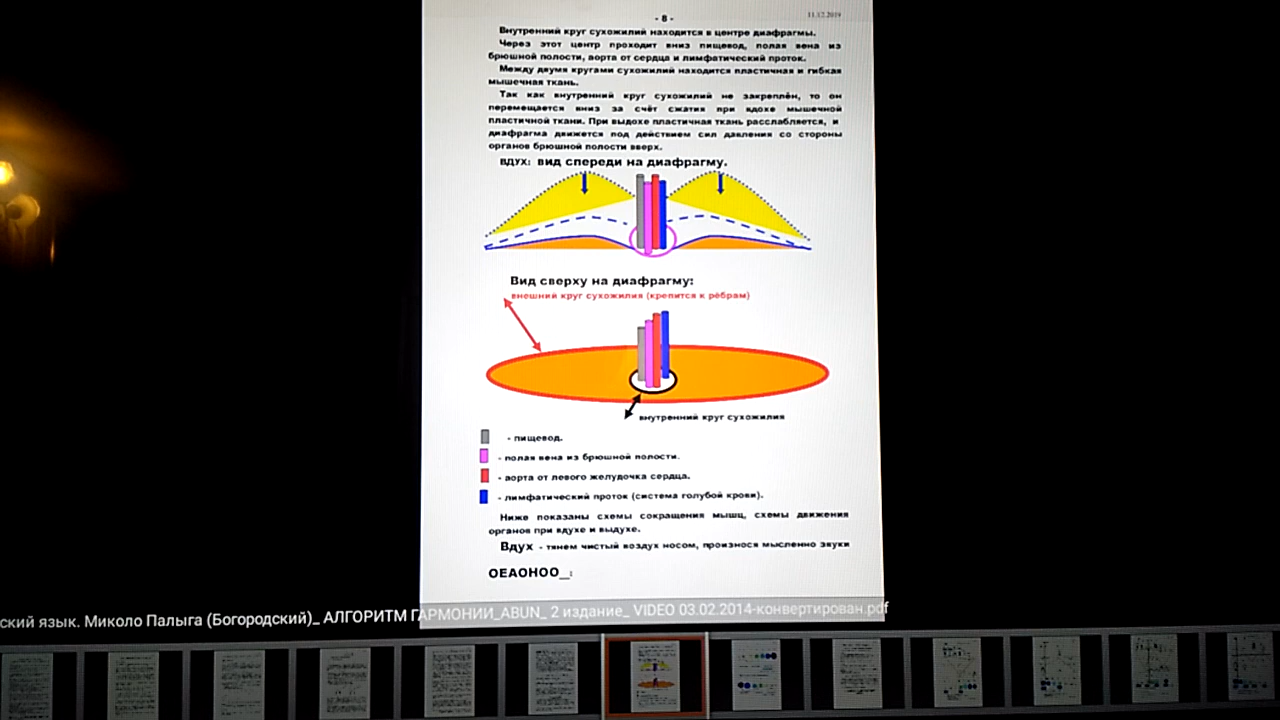 - 8 -
11.12.2019
Внутренний круг сухожилий находится в центре диафрагмы.
Через этот центр проходит вниз пищевод, полая вена из
брюшной полости, аорта от сердца и лимфатический проток.
Между двумя кругами сухожилий находится пластичная и гибкая
мышечная ткань.
Так как внутренний круг сухожилий не закреплён, то он
перемещается вниз за счёт сжатия при вдохе мышечной
пластичной ткани. При выдохе пластичная ткань расслабляется, и
диафрагма движется под действием сил давления со стороны
органов брюшной полости вверх.
ВДУХ: вид спереди на диафрагму.
Вид сверху на диафрагму:
внешний круг сухожилия (крепится к рёбрам)
внутренний круг сухожилия
- пищевод.
- полая вена из брюшной полости.
- аорта от левого желудочка сердца.
- лимфатический проток (система голубой крови).
Ниже показаны схемы сокращения мышц, схемы движения
органов при вдухе и выдухе.
Вдух - тянем чистый воздух носом, произнося мысленно звуки
ОЕАОНОО__:
ский язык. Миколо Палыга (Богородский)_ АЛГОРИТМ ГАРМОНИИ_ABUN_ 2 издание_ VIDEO 03.02.2014-конвертирован.pdf